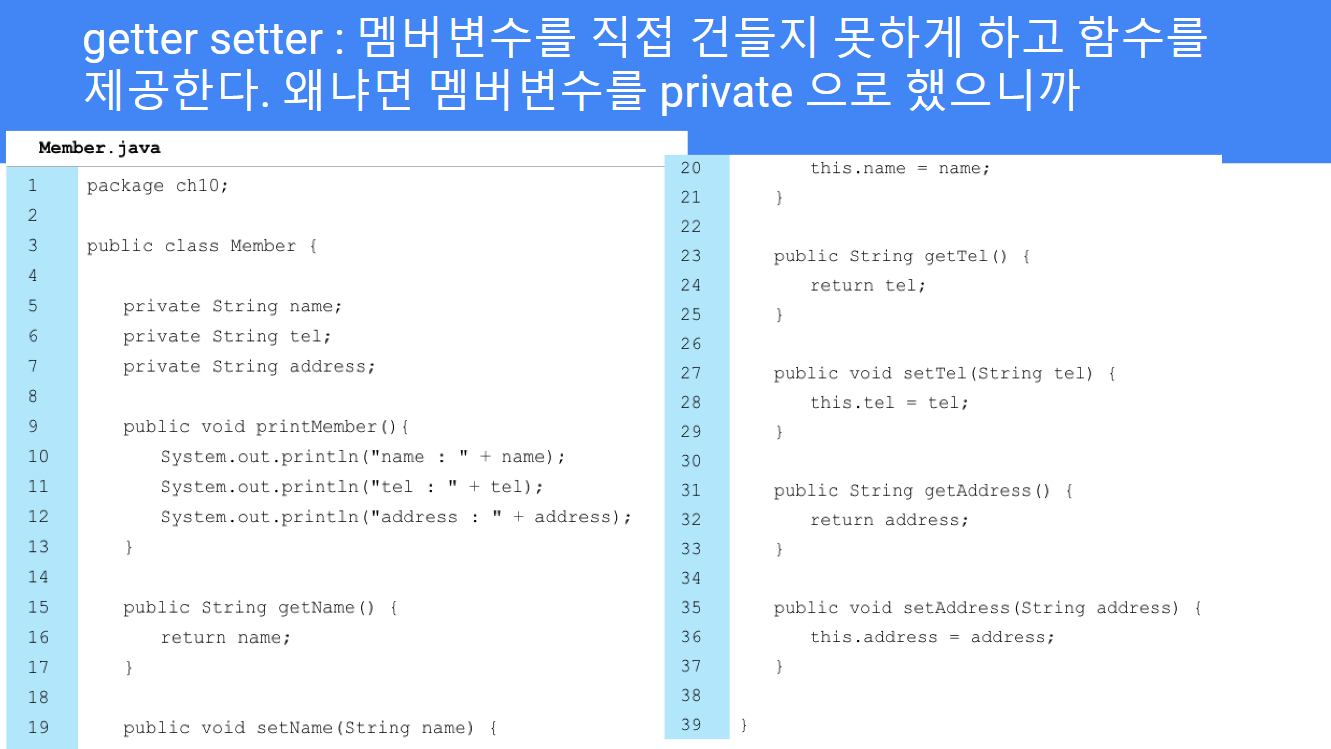 getter setter : 멤버변수를 직접 건들지 못하게 하고 함수를
제공한다. 왜냐면 멤버변수를 private 으로 했으니까
Member.java
1 package ch10;
2
3 public class Member {
4
5 private String name;
6 private String tel;
7 private String address;
8
9 public void printMember(){
10 System.out.println("name : " + name);
11 System.out.println("tel : " + tel);
12 System.out.println("address : " + address);
13 }
14
15 public String getName() {
16 return name;
17 }
18
19 public void setName(String name) {
20 this.name = name;
21 }
22
23 public String getTel() {
24 return tel;
25 }
26
27 public void setTel(String tel) {
28 this.tel = tel;
29 }
30
31 public String getAddress() {
32 return address;
33 }
34
35 public void setAddress(String address) {
36 this.address = address;
37 }
38
39 }